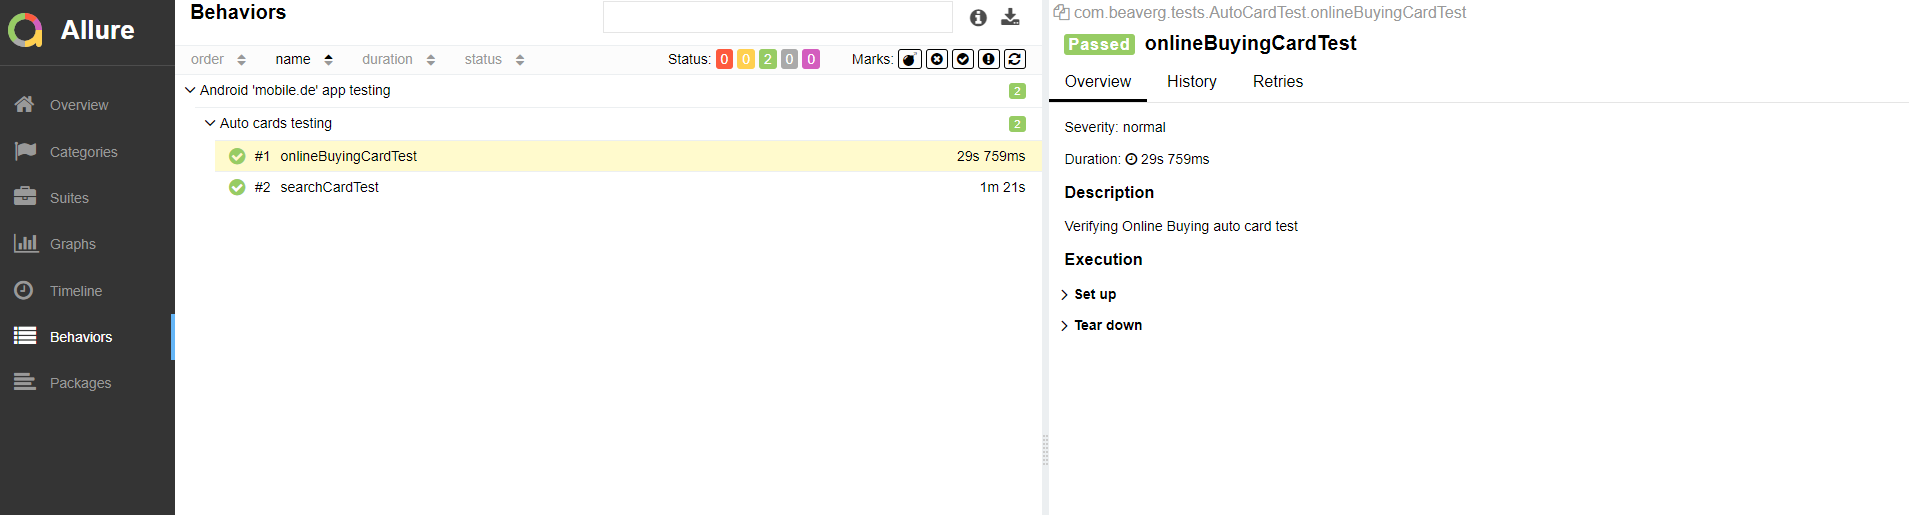 Allure
Overview
Categories
Suites
Graphs
Timeline
Behaviors
Packages
Behaviors
order name duration status Status: 0 0 2 0 0 Marks:
Android 'mobile.de' app testing 2
Auto cards testing 2
#1 onlineBuyingCardTest 29s 759ms
#2 searchCardTest 1m 21s
com.beaverg.tests.AutoCardTest.onlineBuyingCardTest
Passed onlineBuyingCardTest
Overview History Retries
Severity: normal
Duration: 29s 759ms
Description
Verifying Online Buying auto card test
Execution
Set up
Tear down